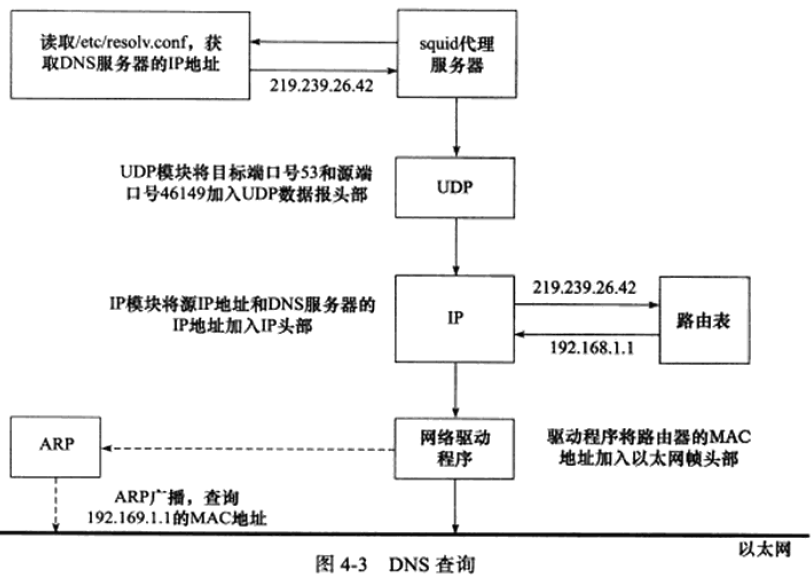 读取/etc/resolv.conf，获
取DNS服务器的IP地址
squid代理
服务器
219.239.26.42
UDP模块将目标端口号53和源端
口号46149加入UDP数据报头部
UDP
IP模块将源IP地址和DNS服务器的
IP地址加入IP头部
IP
219.239.26.42
192.168.1.1
路由表
ARP
网络驱动
程序
驱动程序将路由器的MAC
地址加入以太网帧头部
ARP广播，查询
192.169.1.1的MAC地址
以太网
图 4-3 DNS 查询